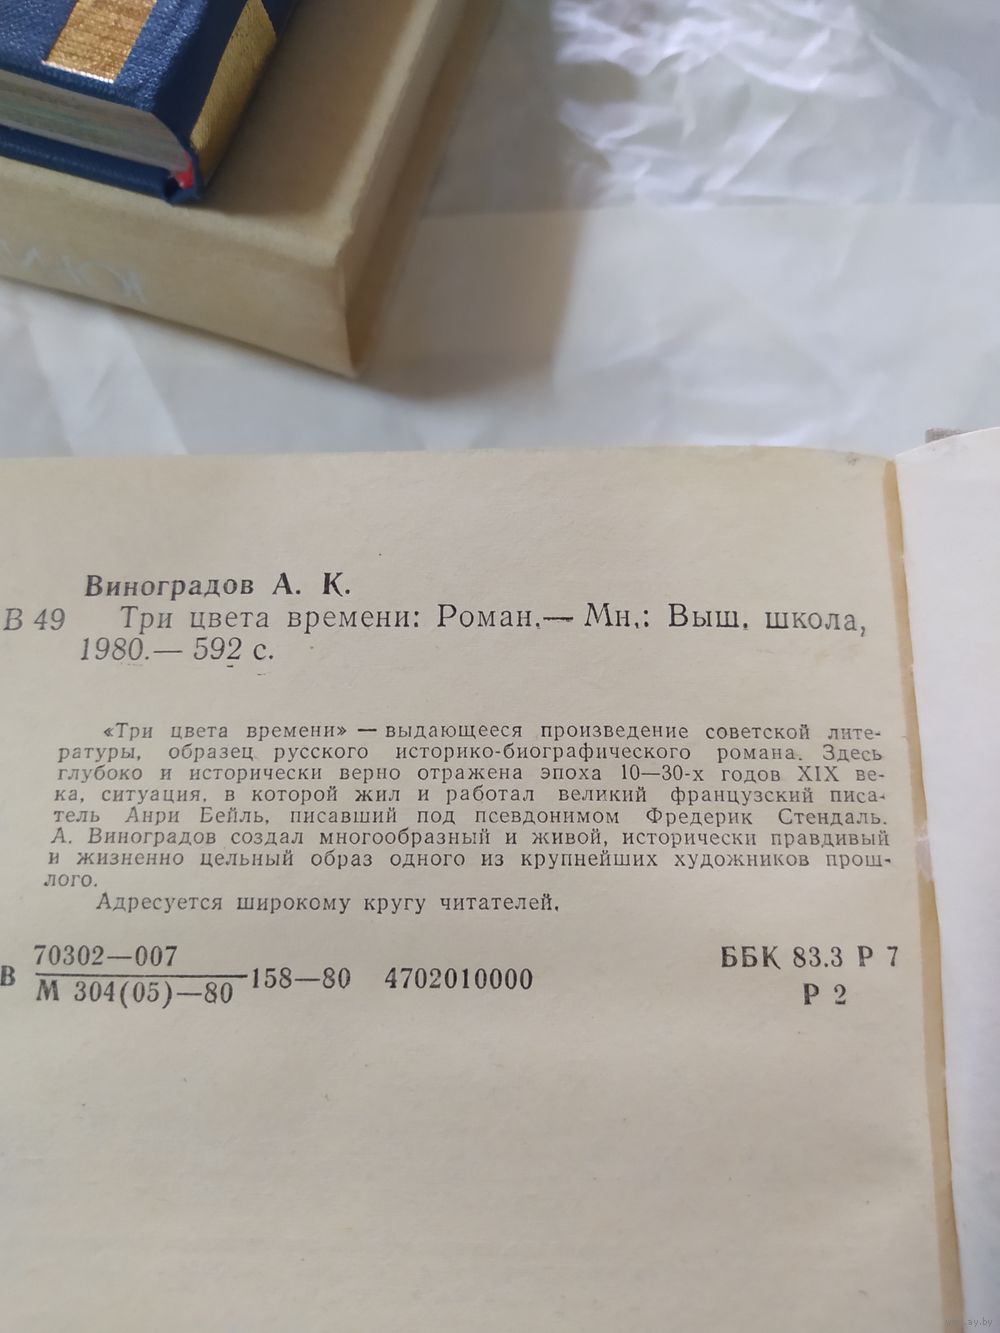 Виноградов А. К.
В 49 Три цвета времени: Роман.— Мн.: Выш. школа,
1980.— 592 с.
«Три цвета времени» — выдающееся произведение советской лите-
ратуры, образец русского историко-биографического романа. Здесь
глубоко и исторически верно отражена эпоха 10—30-х годов XIX ве-
ка, ситуация, в которой жил и работал великий французский писа-
тель Анри Бейль, писавший под псевдонимом Фредерик Стендаль.
А. Виноградов создал многообразный и живой, исторически правдивый
и жизненно цельный образ одного из крупнейших художников прош-
лого.
Адресуется широкому кругу читателей.
В 70302—007
М 304(05)—80 158—80 4702010000
ББК 83.3 Р 7
Р 2